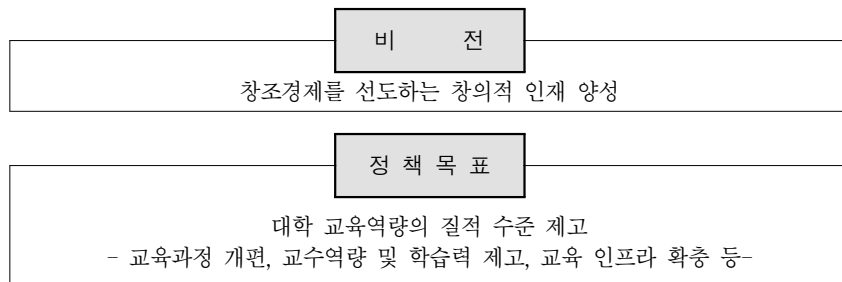 비 전
창조경제를 선도하는 창의적 인재 양성
정 책 목 표
대학 교육역량의 질적 수준 제고
- 교육과정 개편, 교수역량 및 학습력 제고, 교육 인프라 확충 등-